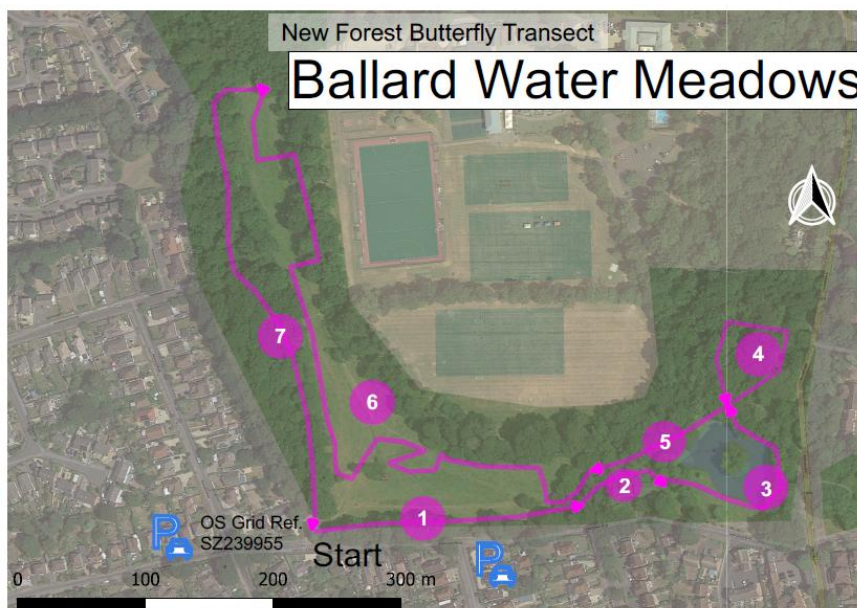 New Forest Butterfly Transect
Ballard Water Meadows
4
7
6
5
2
3
1
P
OS Grid Ref.
SZ239955
Start
P
0 100 200 300 m